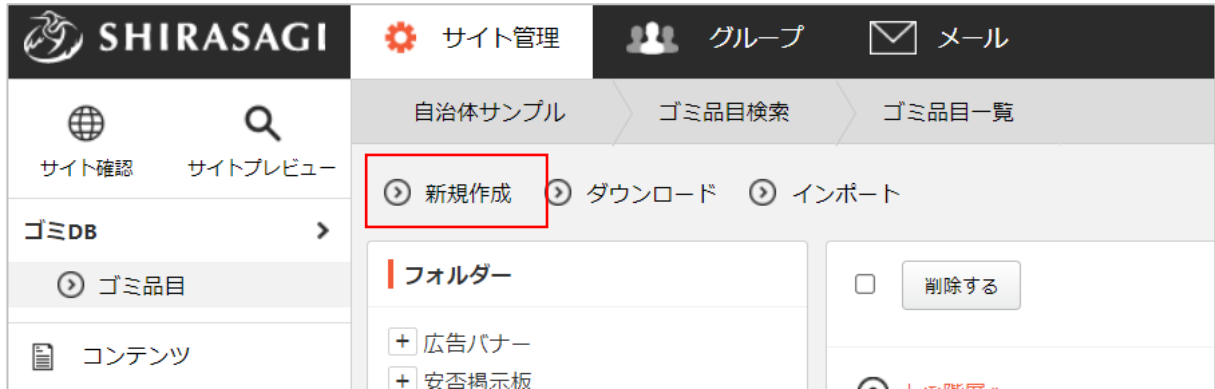 SHIRASAGI
サイト管理
グループ
メール
サイト確認
サイトプレビュー
自治体サンプル
ゴミ品目検索
ゴミ品目一覧
新規作成
ダウンロード
インポート
ゴミDB
ゴミ品目
コンテンツ
フォルダー
広告バナー
安否掲示板
削除する